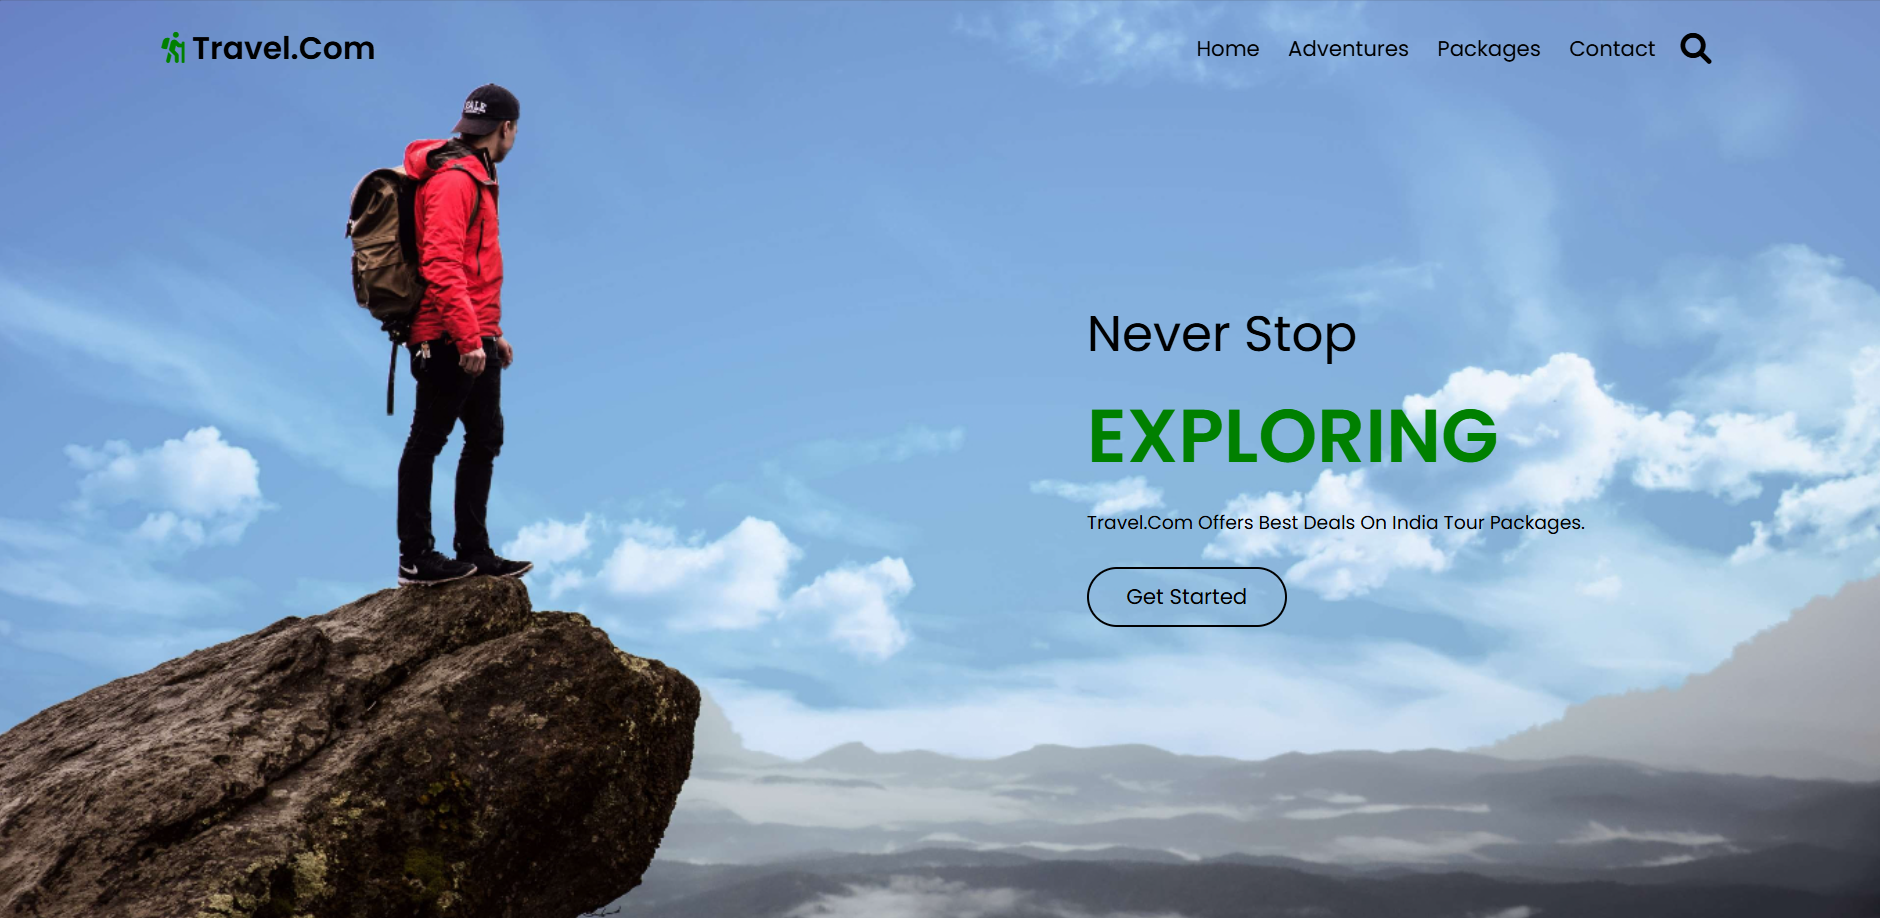 Travel.Com
Home Adventures Packages Contact
Never Stop
EXPLORING
Travel.Com Offers Best Deals On India Tour Packages.
Get Started